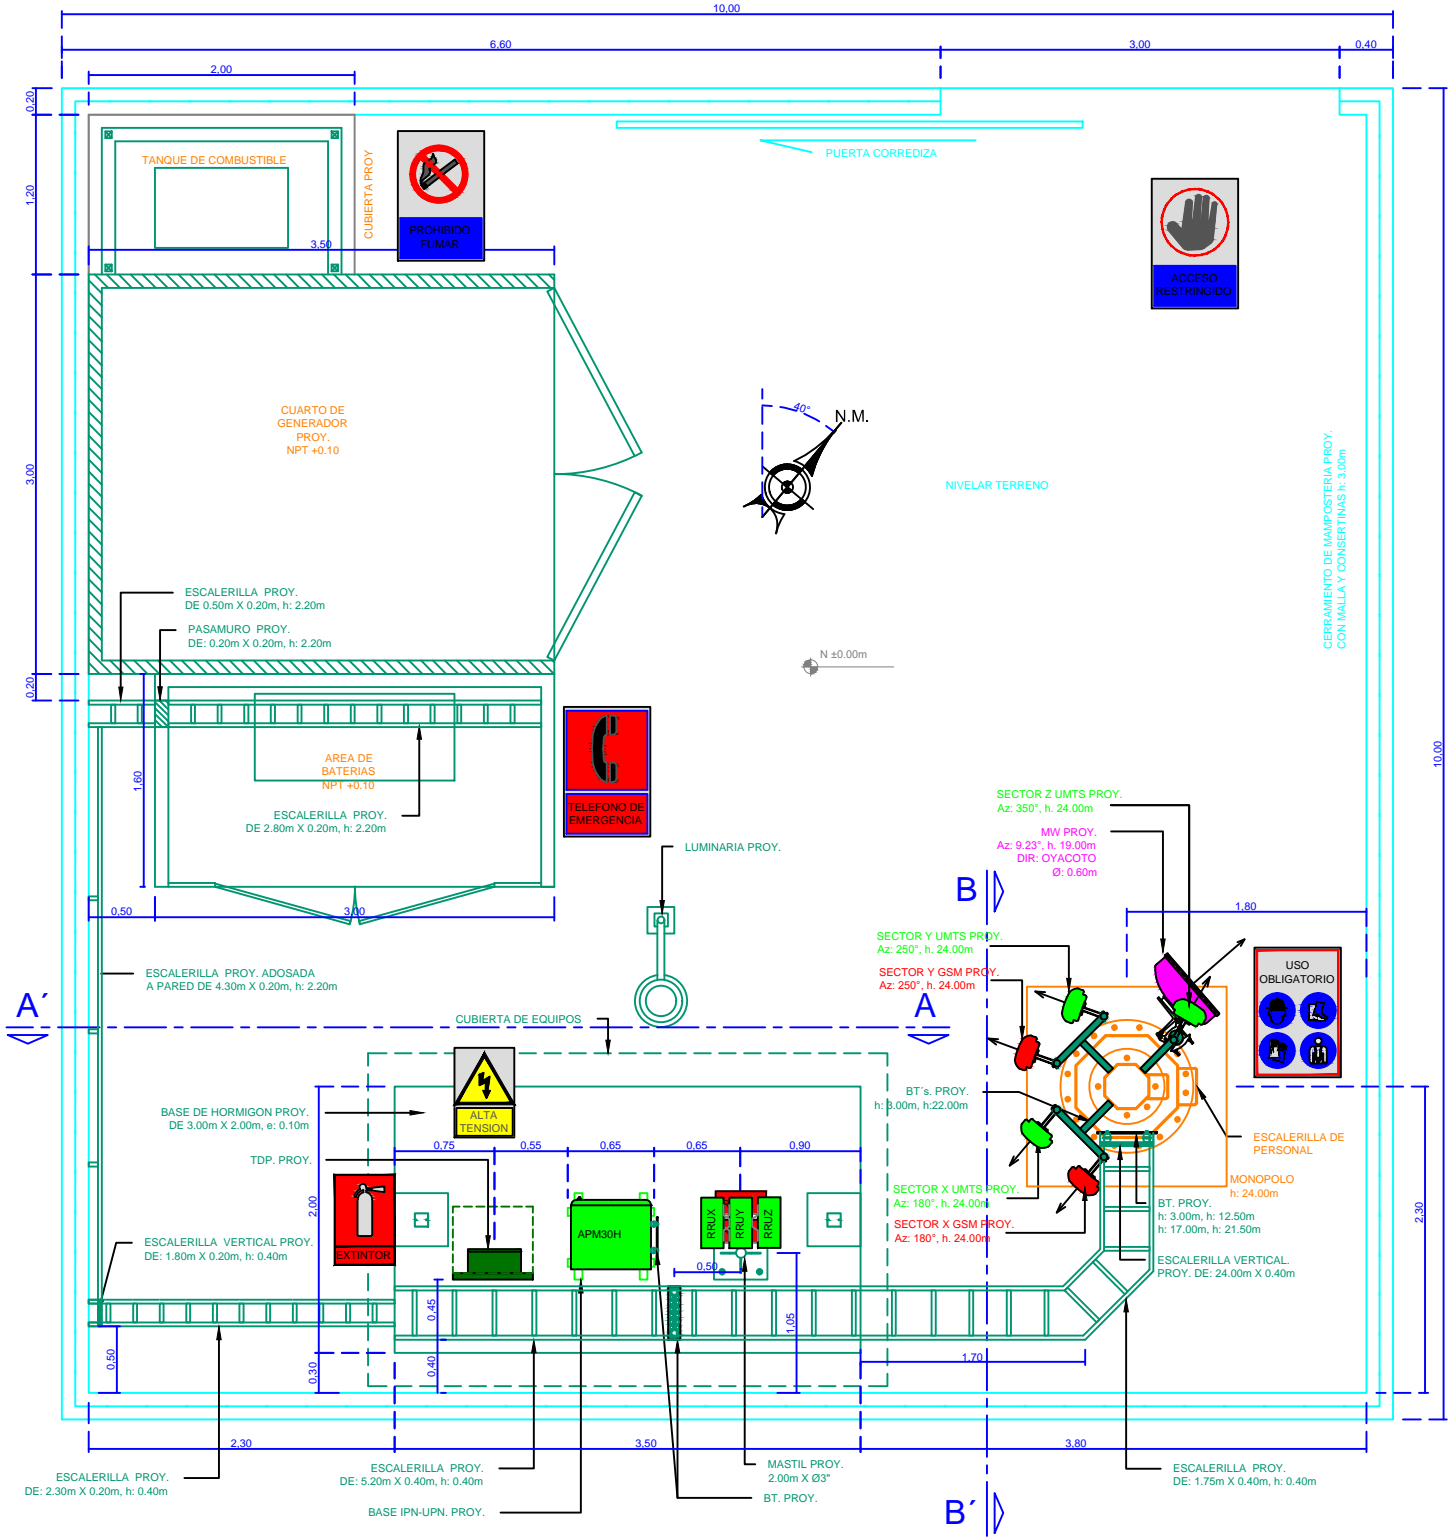 10,00
6,60
3,00
0,40
2,00
0,20
TANQUE DE COMBUSTIBLE
CUBIERTA PROY
PROHIBIDO
FUMAR
PUERTA CORREDIZA
ACCESO
RESTRINGIDO
1,20
3,50
CUARTO DE
GENERADOR
PROY.
NPT +0.10
40°
N.M.
NIVELAR TERRENO
CERRAMIENTO DE MAMPOSTERIA PROY.
CON MALLA Y CONSERTINAS h: 3.00m
3,00
ESCALERILLA PROY.
DE 0.50m X 0.20m, h: 2.20m
PASAMURO PROY.
DE: 0.20m X 0.20m, h: 2.20m
N ±0.00m
0,20
AREA DE
BATERIAS
NPT +0.10
1,60
ESCALERILLA PROY.
DE 2.80m X 0.20m, h: 2.20m
TELEFONO DE
EMERGENCIA
10,00
SECTOR Z UMTS PROY.
Az: 350°, h. 24.00m
MW PROY.
Az: 9.23°, h. 19.00m
DIR: OYACOTO
Ø: 0.60m
LUMINARIA PROY.
B
0,50
3,00
1,80
SECTOR Y UMTS PROY.
Az: 250°, h. 24.00m
SECTOR Y GSM PROY.
Az: 250°, h. 24.00m
USO
OBLIGATORIO
ESCALERILLA PROY. ADOSADA
A PARED DE 4.30m X 0.20m, h: 2.20m
A´
A
CUBIERTA DE EQUIPOS
BASE DE HORMIGON PROY.
DE 3.00m X 2.00m, e: 0.10m
ALTA
TENSION
BT´s. PROY.
h: 3.00m, h:22.00m
0,75
0,55
0,65
0,65
0,90
ESCALERILLA DE
PERSONAL
TDP. PROY.
MONOPOLO
h: 24.00m
SECTOR X UMTS PROY.
Az: 180°, h. 24.00m
SECTOR X GSM PROY.
Az: 180°, h. 24.00m
BT. PROY.
h: 3.00m, h: 12.50m
h: 17.00m, h: 21.50m
2,00
2,30
EXTINTOR
APM30H
RRUX
RRUY
RRUZ
ESCALERILLA VERTICAL PROY.
DE: 1.80m X 0.20m, h: 0.40m
ESCALERILLA VERTICAL.
PROY. DE: 24.00m X 0.40m
0,50
0,45
1,05
0,50
0,30
0,40
1,70
2,30
3,50
3,80
ESCALERILLA PROY.
DE: 2.30m X 0.20m, h: 0.40m
ESCALERILLA PROY.
DE: 5.20m X 0.40m, h: 0.40m
BASE IPN-UPN. PROY.
MASTIL PROY.
2.00m X Ø3"
BT. PROY.
ESCALERILLA PROY.
DE: 1.75m X 0.40m, h: 0.40m
B´